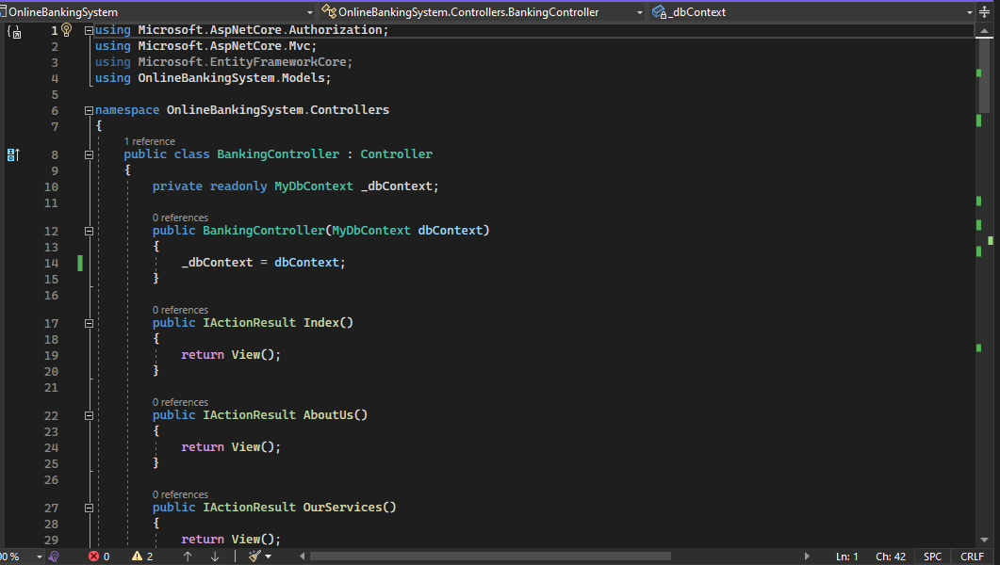 OnlineBankingSystem OnlineBankingSystem.Controllers.BankingController _dbContext
1 using Microsoft.AspNetCore.Authorization;
2 using Microsoft.AspNetCore.Mvc;
3 using Microsoft.EntityFrameworkCore;
4 using OnlineBankingSystem.Models;
5
6 namespace OnlineBankingSystem.Controllers
7 {
1 reference
8 public class BankingController : Controller
9 {
10 private readonly MyDbContext _dbContext;
11
0 references
12 public BankingController(MyDbContext dbContext)
13 {
14 _dbContext = dbContext;
15 }
16
0 references
17 public IActionResult Index()
18 {
19 return View();
20 }
21
0 references
22 public IActionResult AboutUs()
23 {
24 return View();
25 }
26
0 references
27 public IActionResult OurServices()
28 {
29 return View();
00 % 0 2 Ln: 1 Ch: 42 SPC CRLF